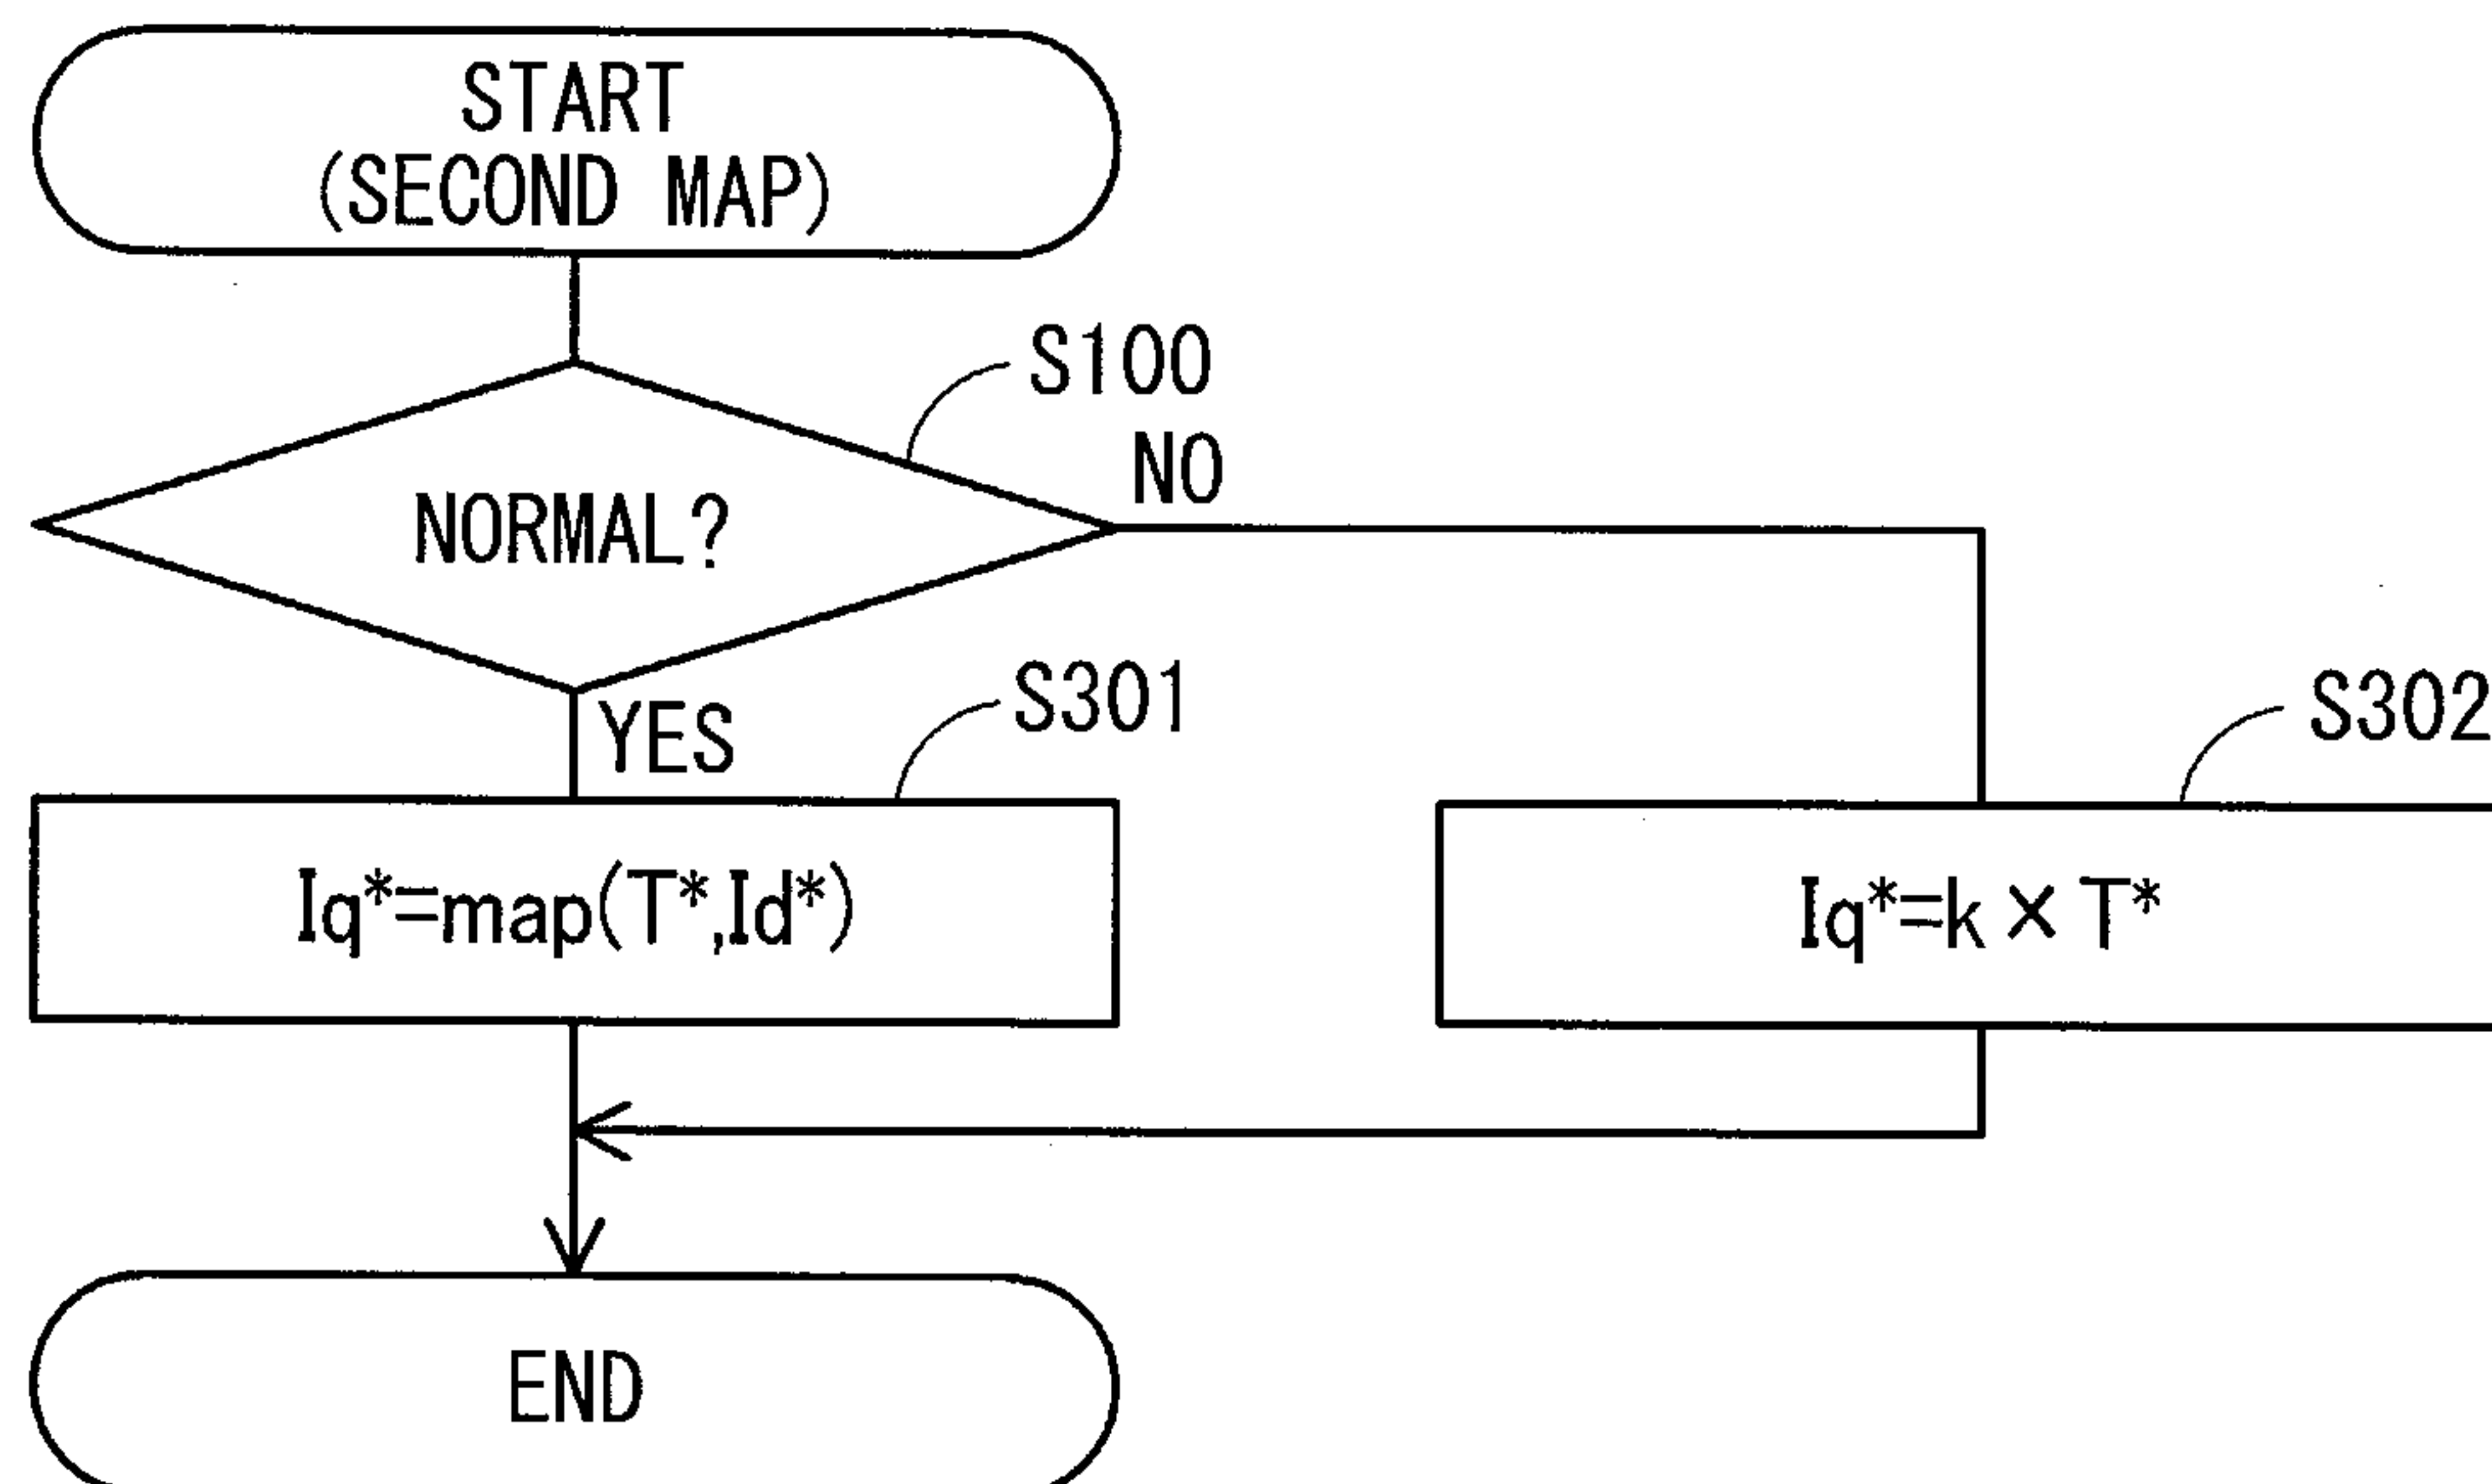 START
(SECOND MAP)
S100
NO
NORMAL?
YES
S301
S302
Iq*=map(T*,Id*)
Iq*=k×T*
END